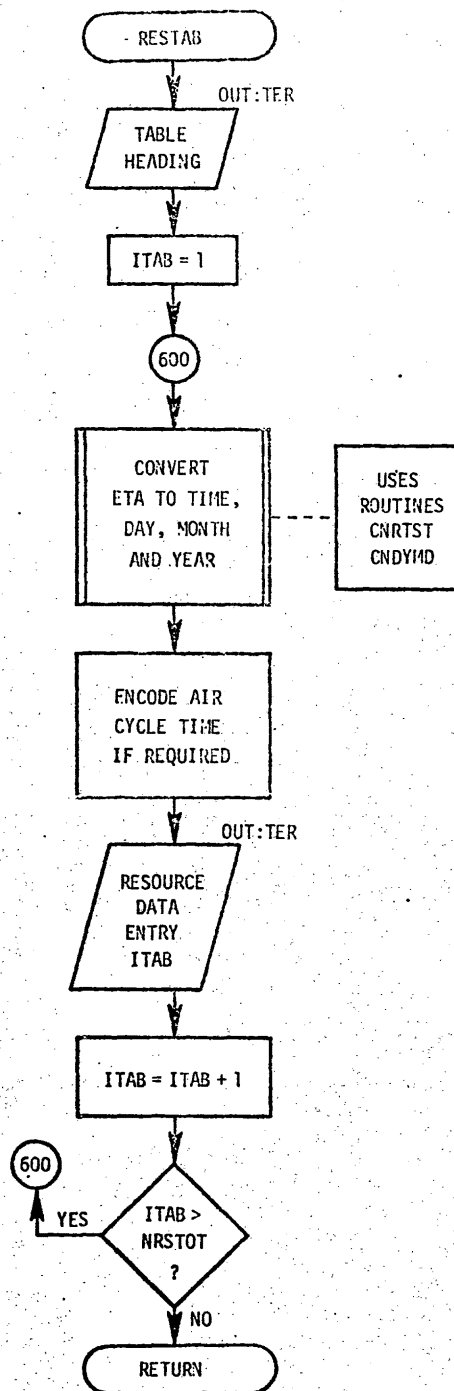 - RESTAB
OUT:TER
TABLE
HEADING
ITAB = 1
600
CONVERT
ETA TO TIME,
DAY, MONTH
AND YEAR
USES
ROUTINES
CNRTST
CNDYMD
ENCODE AIR
CYCLE TIME
IF REQUIRED
OUT:TER
RESOURCE
DATA
ENTRY
ITAB
ITAB = ITAB + 1
600
YES
ITAB >
NRSTOT
?
NO
RETURN